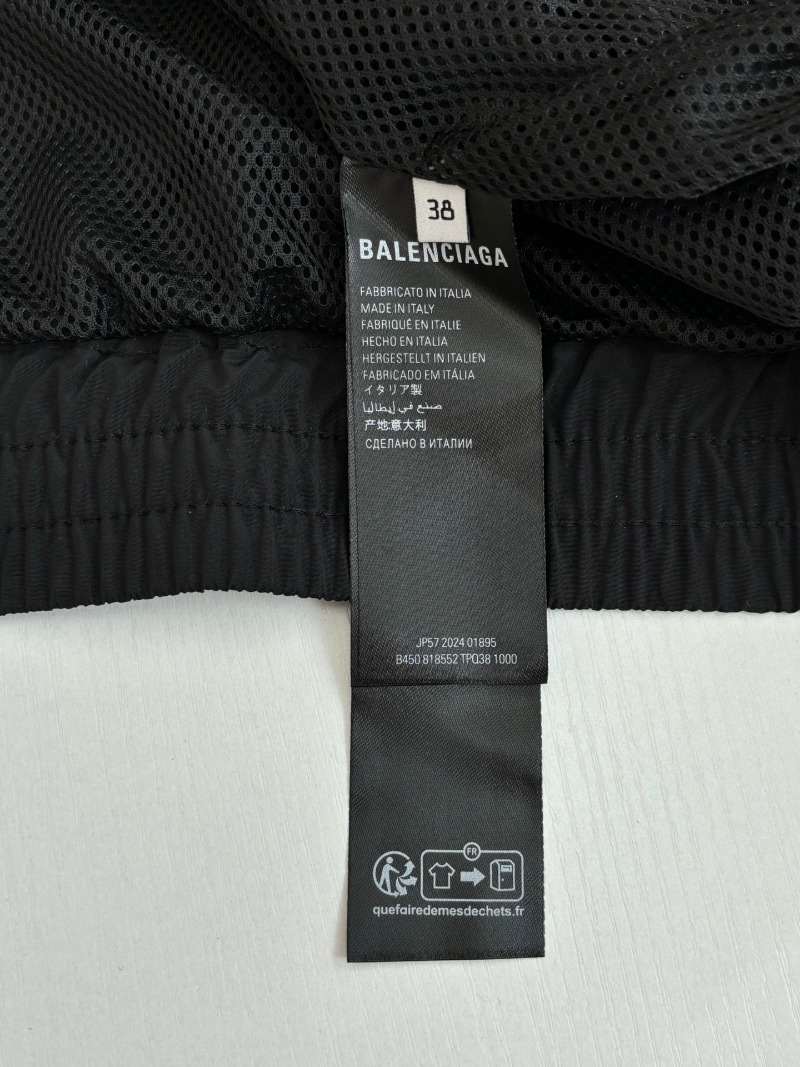 38
BALENCIAGA
FABBRICATO IN ITALIA
MADE IN ITALY
FABRIQUÉ EN ITALIE
HECHO EN ITALIA
HERGESTELLT IN ITALIEN
FABRICADO EM ITÁLIA
イタリア製
صنع في إيطاليا
产地:意大利
СДЕЛАНО В ИТАЛИИ
JP57 2024 01895
B450 818552 TPQ38 1000
FR
quefairedemesdechets.fr